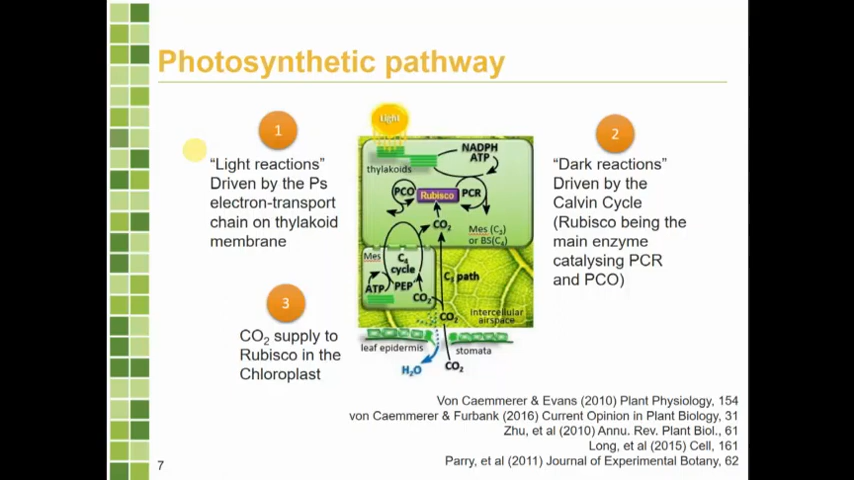 Photosynthetic pathway
1
"Light reactions"
Driven by the Ps
electron-transport
chain on thylakoid
membrane
2
"Dark reactions"
Driven by the
Calvin Cycle
(Rubisco being the
main enzyme
catalysing PCR
and PCO)
3
CO₂ supply to
Rubisco in the
Chloroplast
Light
NADPH
ATP
thylakoids
PCO
Rubisco
PCR
CO₂
Mes (C₃)
or BS(C₄)
Mes
C₄
cycle
C₃ path
ATP
PEP
CO₂
CO₂
Intercellular
airspace
leaf epidermis
stomata
H₂O
CO₂
Von Caemmerer & Evans (2010) Plant Physiology, 154
von Caemmerer & Furbank (2016) Current Opinion in Plant Biology, 31
Zhu, et al (2010) Annu. Rev. Plant Biol., 61
Long, et al (2015) Cell, 161
Parry, et al (2011) Journal of Experimental Botany, 62
7